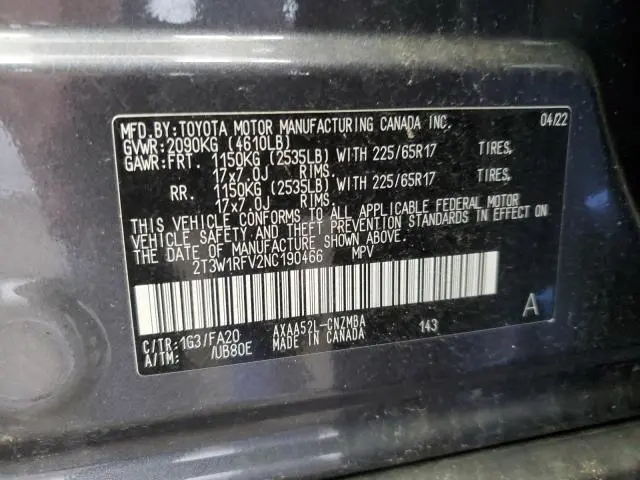 MFD.BY:TOYOTA MOTOR MANUFACTURING CANADA INC. 04/22
GVWR:2090KG (4610LB)
GAWR:FRT. 1150KG (2535LB) WITH 225/65R17 TIRES,
17x7.0J RIMS.
RR. 1150KG (2535LB) WITH 225/65R17 TIRES,
17x7.0J RIMS.
THIS VEHICLE CONFORMS TO ALL APPLICABLE FEDERAL MOTOR
VEHICLE SAFETY AND THEFT PREVENTION STANDARDS IN EFFECT ON
THE DATE OF MANUFACTURE SHOWN ABOVE.
2T3W1RFV2NC190466 MPV
A
C/TR:1G3/FA20 AXAA52L-CNZMBA 143
A/TM: /UB80E MADE IN CANADA